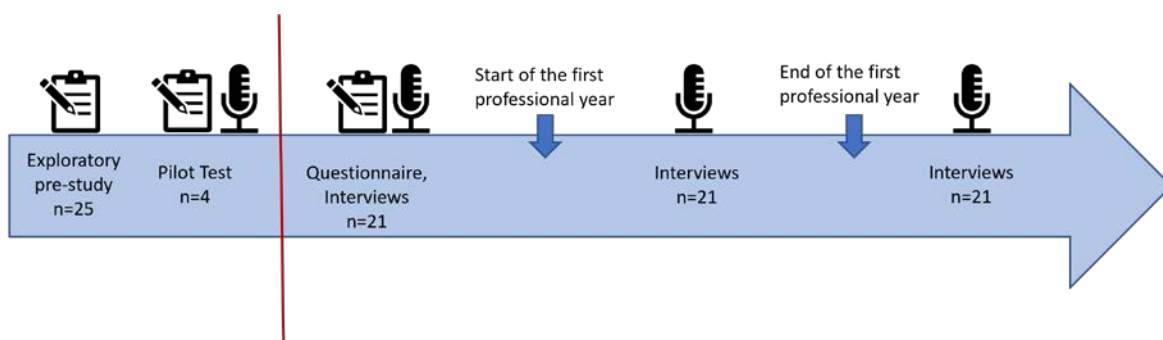 Start of the first
professional year
End of the first
professional year
Exploratory
pre-study
n=25
Pilot Test
n=4
Questionnaire,
Interviews
n=21
Interviews
n=21
Interviews
n=21